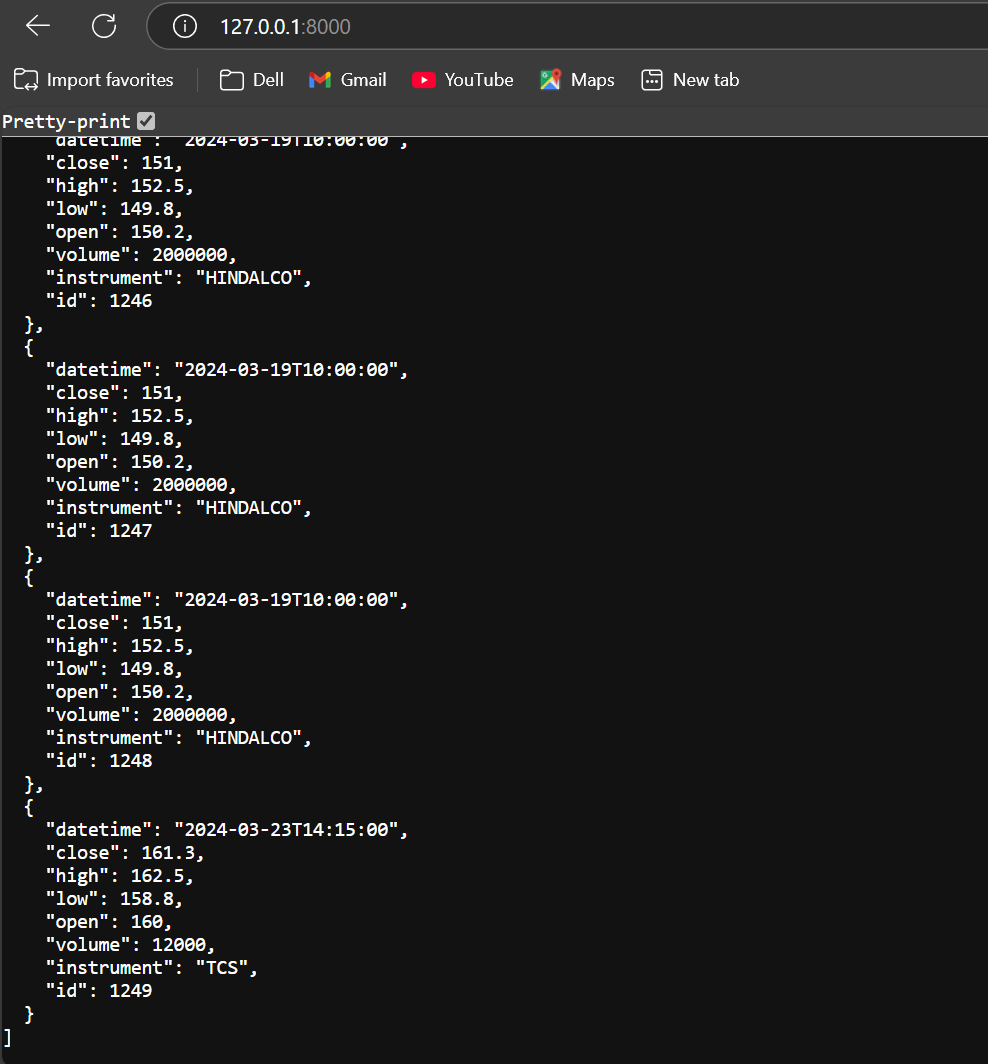 127.0.0.1:8000
Import favorites Dell Gmail YouTube Maps New tab
Pretty-print
"datetime": "2024-03-19T10:00:00",
"close": 151,
"high": 152.5,
"low": 149.8,
"open": 150.2,
"volume": 2000000,
"instrument": "HINDALCO",
"id": 1246
},
{
"datetime": "2024-03-19T10:00:00",
"close": 151,
"high": 152.5,
"low": 149.8,
"open": 150.2,
"volume": 2000000,
"instrument": "HINDALCO",
"id": 1247
},
{
"datetime": "2024-03-19T10:00:00",
"close": 151,
"high": 152.5,
"low": 149.8,
"open": 150.2,
"volume": 2000000,
"instrument": "HINDALCO",
"id": 1248
},
{
"datetime": "2024-03-23T14:15:00",
"close": 161.3,
"high": 162.5,
"low": 158.8,
"open": 160,
"volume": 12000,
"instrument": "TCS",
"id": 1249
}
]